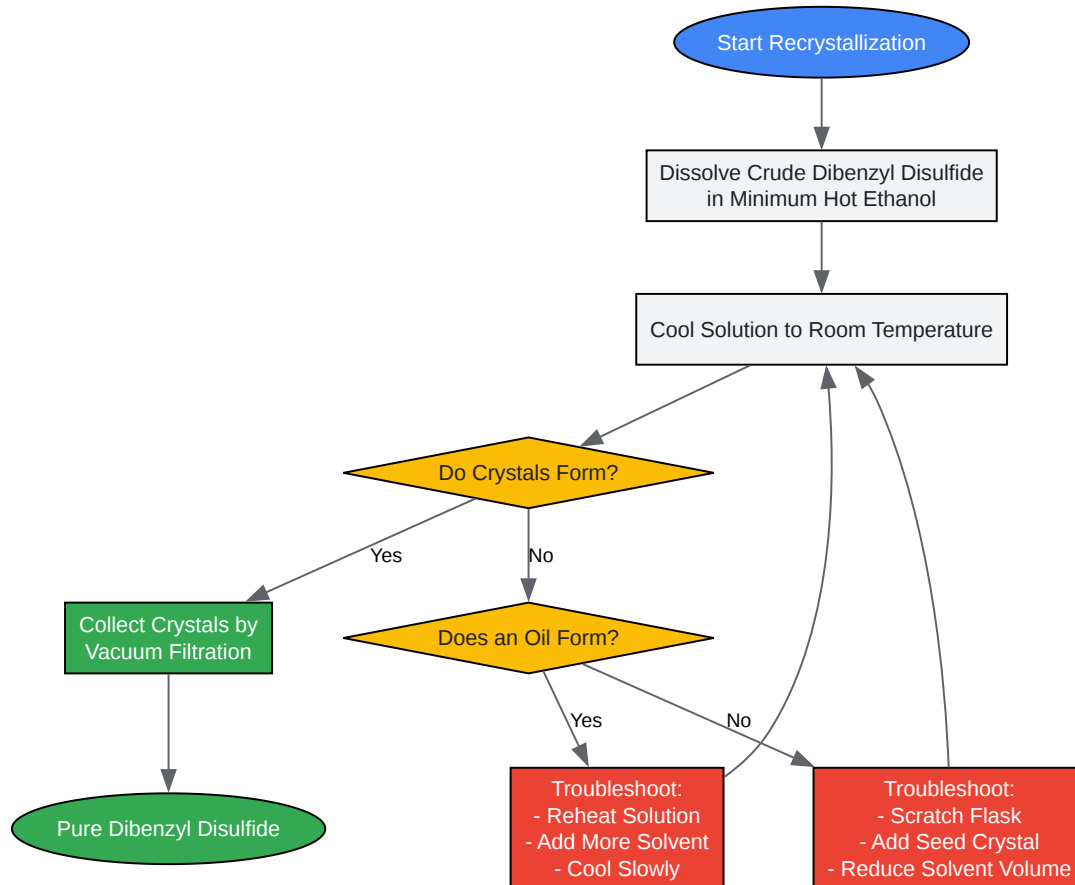 Start Recrystallization
Dissolve Crude Dibenzyl Disulfide
in Minimum Hot Ethanol
Cool Solution to Room Temperature
Do Crystals Form?
Yes
No
Collect Crystals by
Vacuum Filtration
Does an Oil Form?
Yes
No
Pure Dibenzyl Disulfide
Troubleshoot:
- Reheat Solution
- Add More Solvent
- Cool Slowly
Troubleshoot:
- Scratch Flask
- Add Seed Crystal
- Reduce Solvent Volume